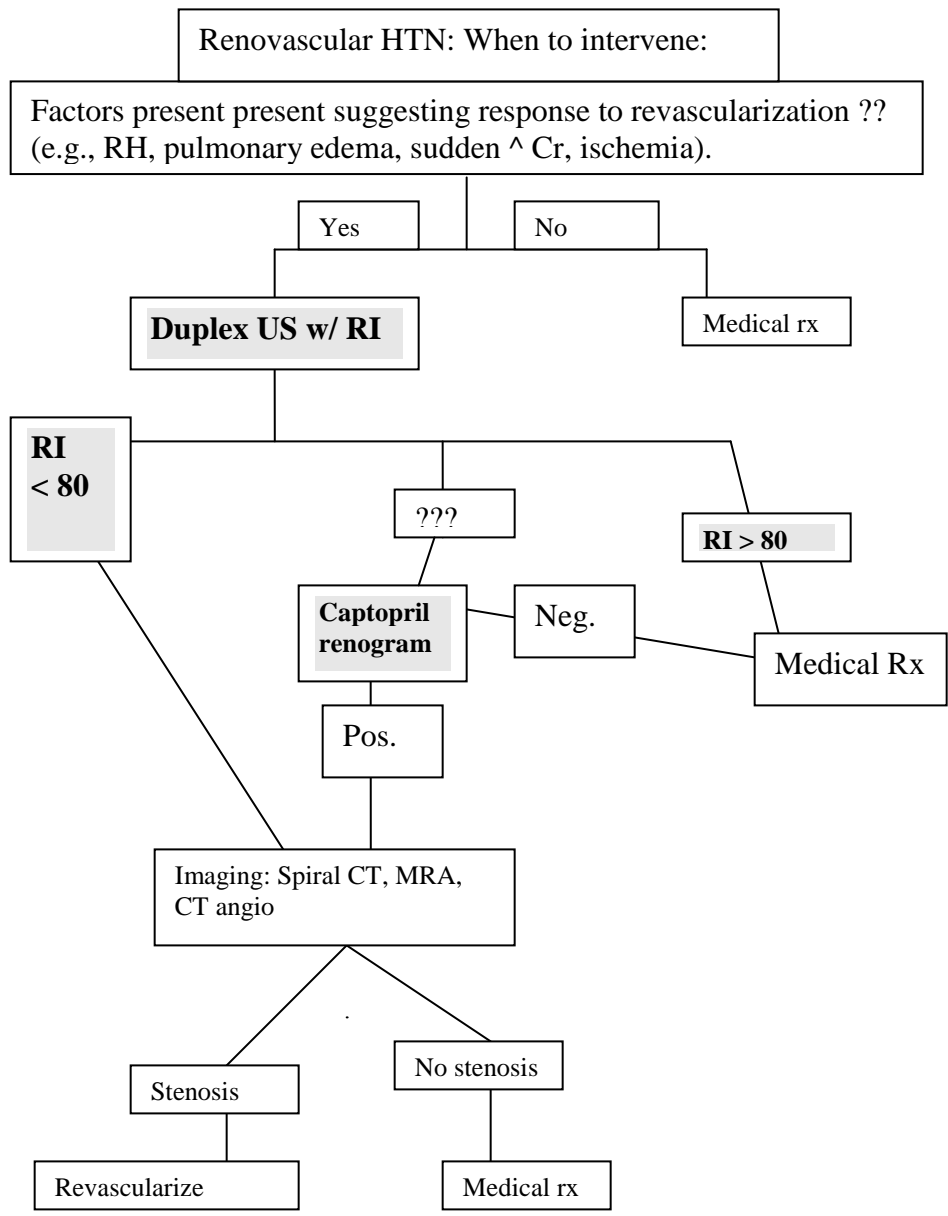 Renovascular HTN: When to intervene:
Factors present present suggesting response to revascularization ??
(e.g., RH, pulmonary edema, sudden ^ Cr, ischemia).
Yes
No
Duplex US w/ RI
Medical rx
RI
< 80
???
RI > 80
Captopril
renogram
Neg.
Medical Rx
Pos.
Imaging: Spiral CT, MRA,
CT angio
Stenosis
No stenosis
Revascularize
Medical rx